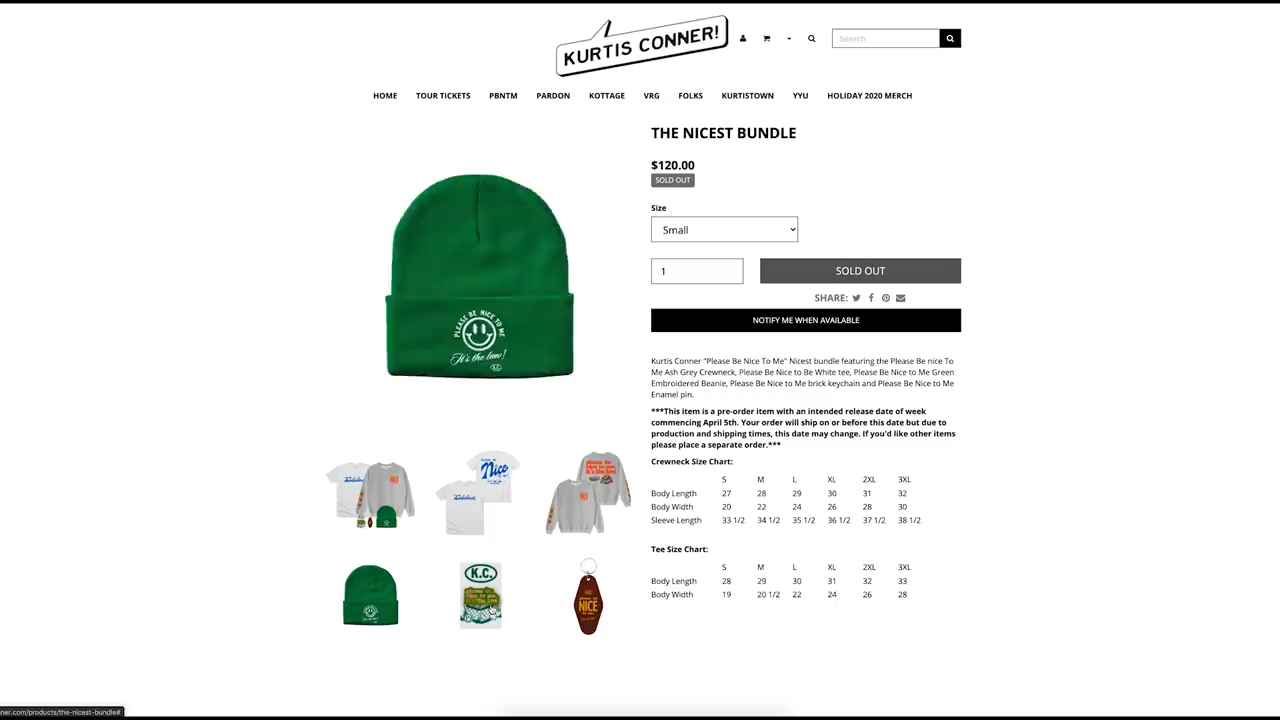 KURTIS CONNER!
Search
HOME TOUR TICKETS PBNTM PARDON KOTTAGE VRG FOLKS KURTISTOWN YYU HOLIDAY 2020 MERCH
THE NICEST BUNDLE
$120.00
SOLD OUT
Size
Small
1
SOLD OUT
SHARE:
NOTIFY ME WHEN AVAILABLE
Kurtis Conner "Please Be Nice To Me" Nicest bundle featuring the Please Be nice To
Me Ash Grey Crewneck, Please Be Nice to Be White tee, Please Be Nice to Me Green
Embroidered Beanie, Please Be Nice to Me brick keychain and Please Be Nice to Me
Enamel pin.
***This item is a pre-order item with an intended release date of week
commencing April 5th. Your order will ship on or before this date but due to
production and shipping times, this date may change. If you'd like other items
please place a separate order.***
Crewneck Size Chart:
S M L XL 2XL 3XL
Body Length 27 28 29 30 31 32
Body Width 20 22 24 26 28 30
Sleeve Length 33 1/2 34 1/2 35 1/2 36 1/2 37 1/2 38 1/2
Tee Size Chart:
S M L XL 2XL 3XL
Body Length 28 29 30 31 32 33
Body Width 19 20 1/2 22 24 26 28
PLEASE BE NICE TO ME
It's the law!
K.C.
Nice
K.C.
NICE
ner.com/products/the-nicest-bundle#